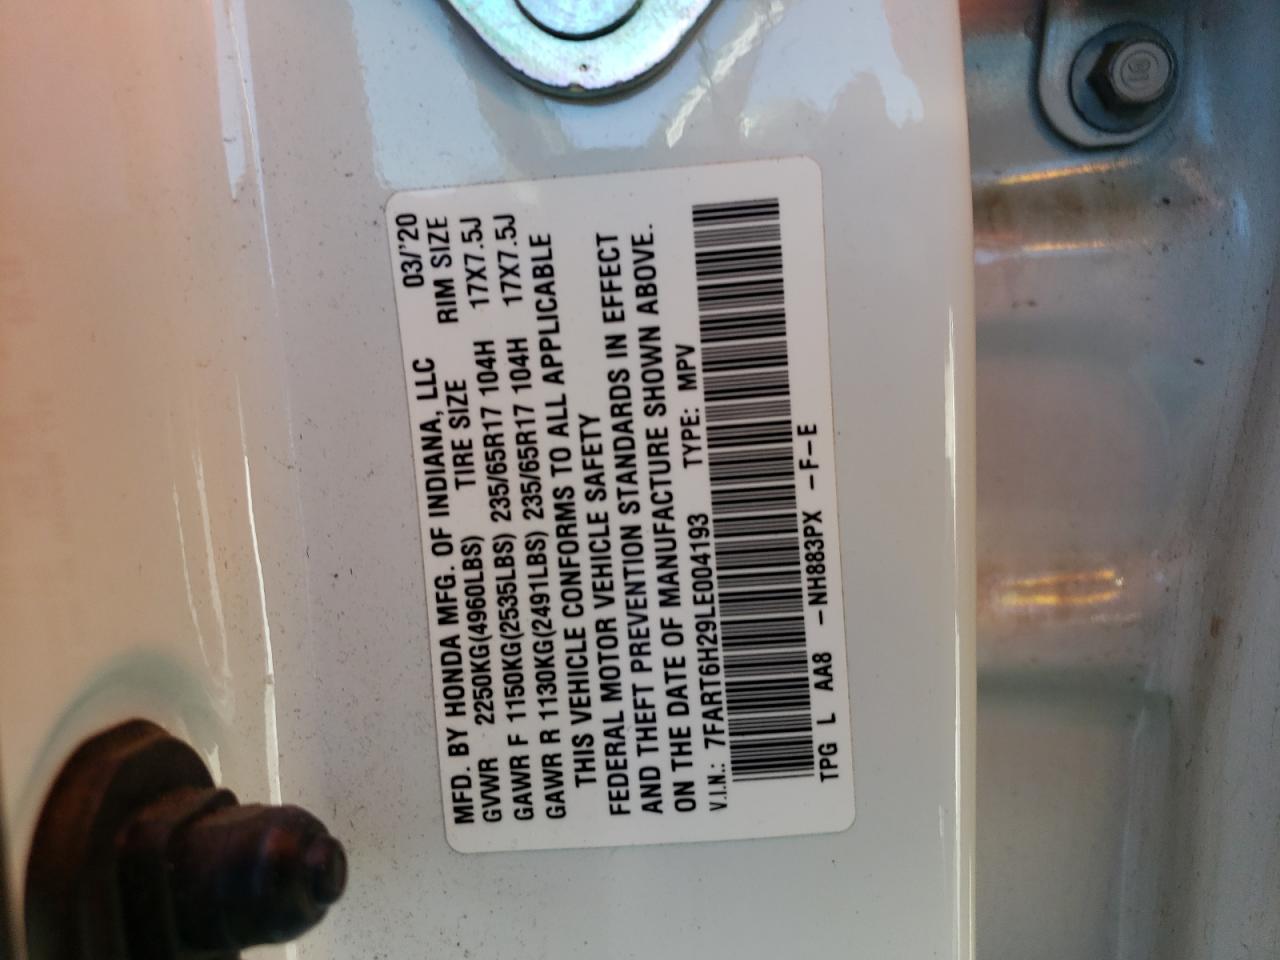 MFD. BY HONDA MFG. OF INDIANA, LLC 03/'20
GVWR 2250KG(4960LBS) TIRE SIZE RIM SIZE
GAWR F 1150KG(2535LBS) 235/65R17 104H 17X7.5J
GAWR R 1130KG(2491LBS) 235/65R17 104H 17X7.5J
THIS VEHICLE CONFORMS TO ALL APPLICABLE
FEDERAL MOTOR VEHICLE SAFETY
AND THEFT PREVENTION STANDARDS IN EFFECT
ON THE DATE OF MANUFACTURE SHOWN ABOVE.
V.I.N.: 7FART6H29LE004193 TYPE: MPV
TPG L AA8 -NH883PX -F-E